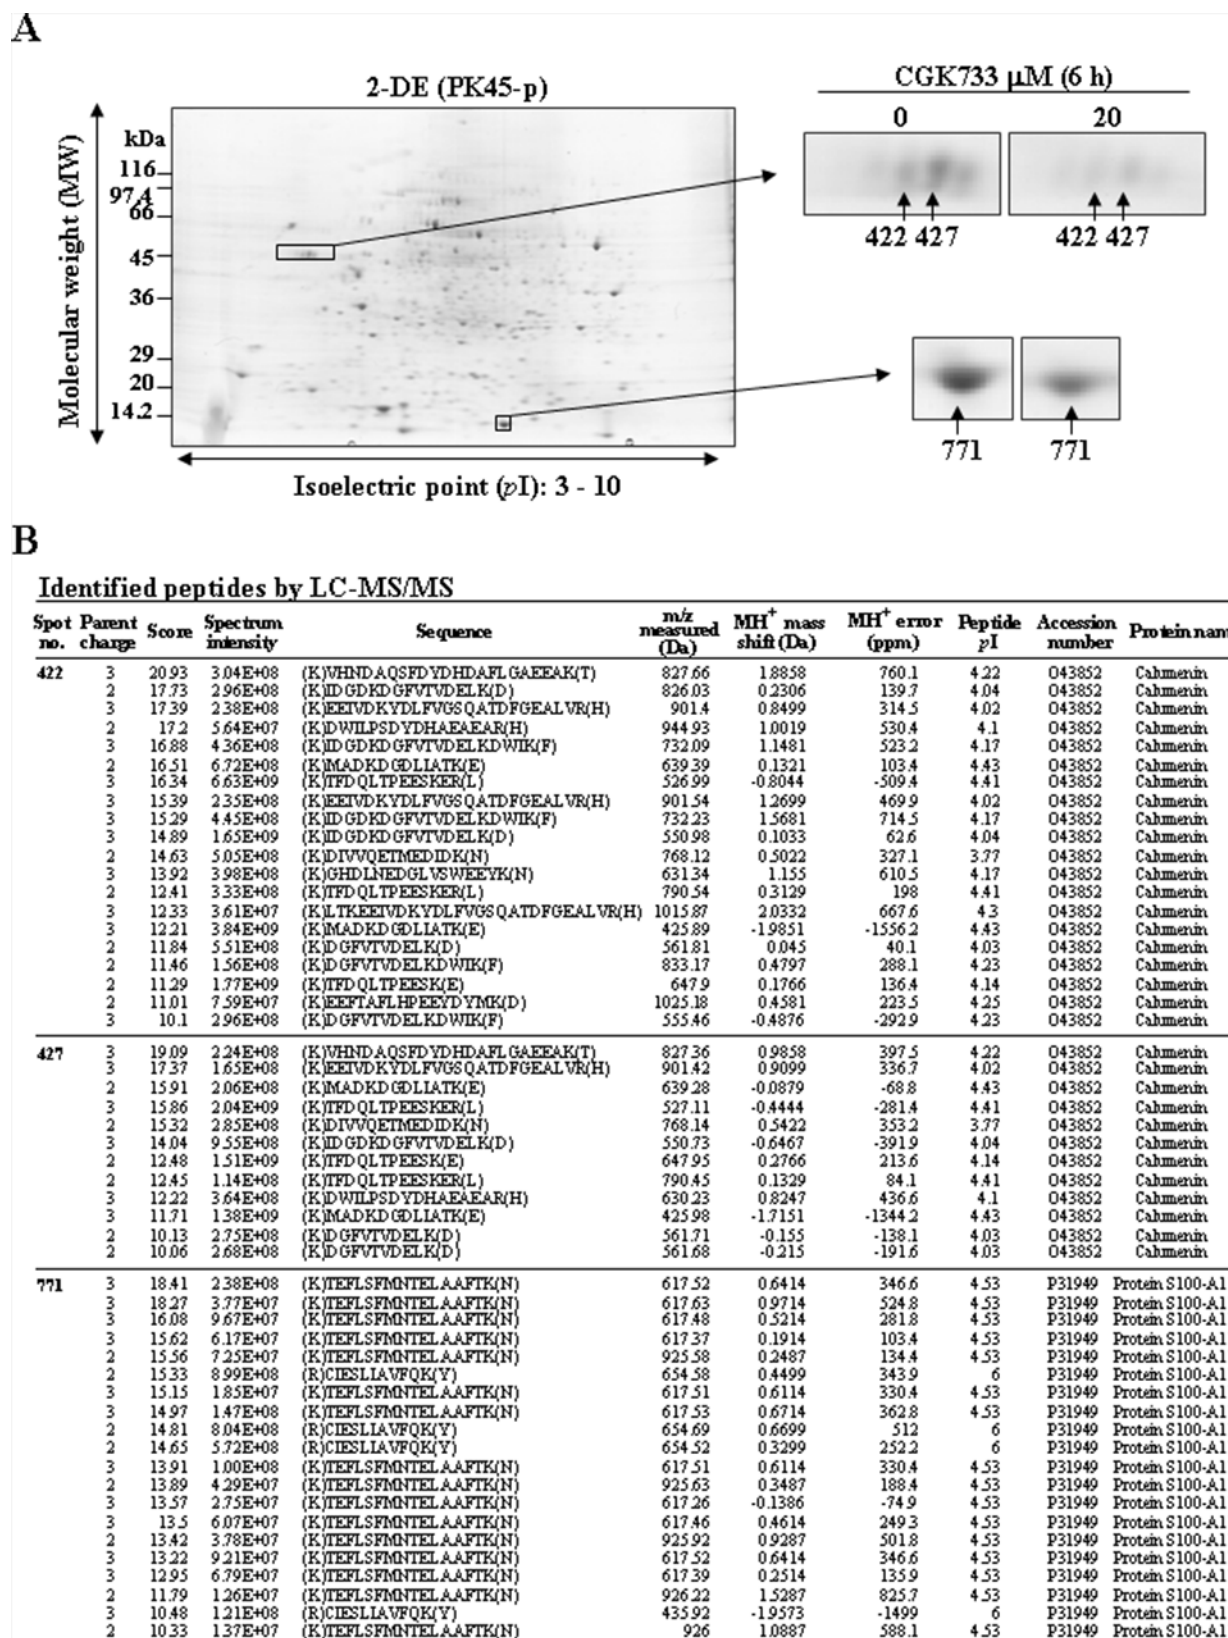 A
2-DE (PK45-p)
CGK733 μM (6 h)
0 20
kDa
116
97.4
66
45
36
29
20
14.2
Molecular weight (MW)
Isoelectric point (pI): 3 - 10
422 427
422 427
771
771
B
Identified peptides by LC-MS/MS
Spot no. Parent charge Score Spectrum intensity Sequence m/z measured (Da) MH+ mass shift (Da) MH+ error (ppm) Peptide pI Accession number Protein nam
422 3 20.93 3.04E+08 (K)VHNDAQSFDYDHDAFLGAEEAK(T) 827.66 1.8858 760.1 4.22 O43852 Calumenin
2 17.73 2.96E+08 (K)IDGDKDGFVTVDELK(D) 826.03 0.2306 139.7 4.04 O43852 Calumenin
3 17.39 2.38E+08 (K)EEIVDKYDLFVGSQATDFGEALVR(H) 901.4 0.8499 314.5 4.02 O43852 Calumenin
2 17.2 5.64E+07 (K)DWILPSDYDHAEAEAR(H) 944.93 1.0019 530.4 4.1 O43852 Calumenin
3 16.88 4.36E+08 (K)IDGDKDGFVTVDELKDWIK(F) 732.09 1.1481 523.2 4.17 O43852 Calumenin
2 16.51 6.72E+08 (K)MADKDGDLIATK(E) 639.39 0.1321 103.4 4.43 O43852 Calumenin
3 16.34 6.63E+09 (K)TFDQLTPEESKER(L) 526.99 -0.8044 -509.4 4.41 O43852 Calumenin
3 15.39 2.35E+08 (K)EEIVDKYDLFVGSQATDFGEALVR(H) 901.54 1.2699 469.9 4.02 O43852 Calumenin
3 15.29 4.45E+08 (K)IDGDKDGFVTVDELKDWIK(F) 732.23 1.5681 714.5 4.17 O43852 Calumenin
3 14.89 1.65E+09 (K)IDGDKDGFVTVDELK(D) 550.98 0.1033 62.6 4.04 O43852 Calumenin
2 14.63 5.05E+08 (K)DIVVQETMEDIDK(N) 768.12 0.5022 327.1 3.77 O43852 Calumenin
3 13.92 3.98E+08 (K)GHDLNEDGLVSWEEYK(N) 631.34 1.155 610.5 4.17 O43852 Calumenin
2 12.41 3.33E+08 (K)TFDQLTPEESKER(L) 790.54 0.3129 198 4.41 O43852 Calumenin
3 12.33 3.61E+07 (K)LTKEEIVDKYDLFVGSQATDFGEALVR(H) 1015.87 2.0332 667.6 4.3 O43852 Calumenin
3 12.21 3.84E+09 (K)MADKDGDLIATK(E) 425.89 -1.9851 -1556.2 4.43 O43852 Calumenin
2 11.84 5.51E+08 (K)DGFVTVDELK(D) 561.81 0.045 40.1 4.03 O43852 Calumenin
2 11.46 1.56E+08 (K)DGFVTVDELKDWIK(F) 833.17 0.4797 288.1 4.23 O43852 Calumenin
2 11.29 1.77E+09 (K)TFDQLTPEESK(E) 647.9 0.1766 136.4 4.14 O43852 Calumenin
2 11.01 7.59E+07 (K)EEFTAFLHPEEYDYMK(D) 1025.18 0.4581 223.5 4.25 O43852 Calumenin
3 10.1 2.96E+08 (K)DGFVTVDELKDWIK(F) 555.46 -0.4876 -292.9 4.23 O43852 Calumenin
427 3 19.09 2.24E+08 (K)VHNDAQSFDYDHDAFLGAEEAK(T) 827.36 0.9858 397.5 4.22 O43852 Calumenin
3 17.37 1.65E+08 (K)EEIVDKYDLFVGSQATDFGEALVR(H) 901.42 0.9099 336.7 4.02 O43852 Calumenin
2 15.91 2.06E+08 (K)MADKDGDLIATK(E) 639.28 -0.0879 -68.8 4.43 O43852 Calumenin
3 15.86 2.04E+09 (K)TFDQLTPEESKER(L) 527.11 -0.4444 -281.4 4.41 O43852 Calumenin
2 15.32 2.85E+08 (K)DIVVQETMEDIDK(N) 768.14 0.5422 353.2 3.77 O43852 Calumenin
3 14.04 9.55E+08 (K)IDGDKDGFVTVDELK(D) 550.73 -0.6467 -391.9 4.04 O43852 Calumenin
2 12.48 1.51E+09 (K)TFDQLTPEESK(E) 647.95 0.2766 213.6 4.14 O43852 Calumenin
2 12.45 1.14E+08 (K)TFDQLTPEESKER(L) 790.45 0.1329 84.1 4.41 O43852 Calumenin
3 12.22 3.64E+08 (K)DWILPSDYDHAEAEAR(H) 630.23 0.8247 436.6 4.1 O43852 Calumenin
3 11.71 1.38E+09 (K)MADKDGDLIATK(E) 425.98 -1.7151 -1344.2 4.43 O43852 Calumenin
2 10.13 2.75E+08 (K)DGFVTVDELK(D) 561.71 -0.155 -138.1 4.03 O43852 Calumenin
2 10.06 2.68E+08 (K)DGFVTVDELK(D) 561.68 -0.215 -191.6 4.03 O43852 Calumenin
771 3 18.41 2.38E+08 (K)TEFLSFMNTELAAFTK(N) 617.52 0.6414 346.6 4.53 P31949 Protein S100-A1
3 18.27 3.77E+07 (K)TEFLSFMNTELAAFTK(N) 617.63 0.9714 524.8 4.53 P31949 Protein S100-A1
3 16.08 9.67E+07 (K)TEFLSFMNTELAAFTK(N) 617.48 0.5214 281.8 4.53 P31949 Protein S100-A1
3 15.62 6.17E+07 (K)TEFLSFMNTELAAFTK(N) 617.37 0.1914 103.4 4.53 P31949 Protein S100-A1
2 15.56 7.25E+07 (K)TEFLSFMNTELAAFTK(N) 925.58 0.2487 134.4 4.53 P31949 Protein S100-A1
2 15.33 8.99E+08 (R)CIESLIAVFQK(Y) 654.58 0.4499 343.9 6 P31949 Protein S100-A1
3 15.15 1.85E+07 (K)TEFLSFMNTELAAFTK(N) 617.51 0.6114 330.4 4.53 P31949 Protein S100-A1
3 14.97 1.47E+08 (K)TEFLSFMNTELAAFTK(N) 617.53 0.6714 362.8 4.53 P31949 Protein S100-A1
2 14.81 8.04E+08 (R)CIESLIAVFQK(Y) 654.69 0.6699 512 6 P31949 Protein S100-A1
2 14.65 5.72E+08 (R)CIESLIAVFQK(Y) 654.52 0.3299 252.2 6 P31949 Protein S100-A1
3 13.91 1.00E+08 (K)TEFLSFMNTELAAFTK(N) 617.51 0.6114 330.4 4.53 P31949 Protein S100-A1
2 13.89 4.29E+07 (K)TEFLSFMNTELAAFTK(N) 925.63 0.3487 188.4 4.53 P31949 Protein S100-A1
3 13.57 2.75E+07 (K)TEFLSFMNTELAAFTK(N) 617.26 -0.1386 -74.9 4.53 P31949 Protein S100-A1
3 13.5 6.07E+07 (K)TEFLSFMNTELAAFTK(N) 617.46 0.4614 249.3 4.53 P31949 Protein S100-A1
2 13.42 3.78E+07 (K)TEFLSFMNTELAAFTK(N) 925.92 0.9287 501.8 4.53 P31949 Protein S100-A1
3 13.22 9.21E+07 (K)TEFLSFMNTELAAFTK(N) 617.52 0.6414 346.6 4.53 P31949 Protein S100-A1
3 12.95 6.79E+07 (K)TEFLSFMNTELAAFTK(N) 617.39 0.2514 135.9 4.53 P31949 Protein S100-A1
2 11.79 1.26E+07 (K)TEFLSFMNTELAAFTK(N) 926.22 1.5287 825.7 4.53 P31949 Protein S100-A1
3 10.48 1.21E+08 (R)CIESLIAVFQK(Y) 435.92 -1.9573 -1499 6 P31949 Protein S100-A1
2 10.33 1.37E+07 (K)TEFLSFMNTELAAFTK(N) 926 1.0887 588.1 4.53 P31949 Protein S100-A1